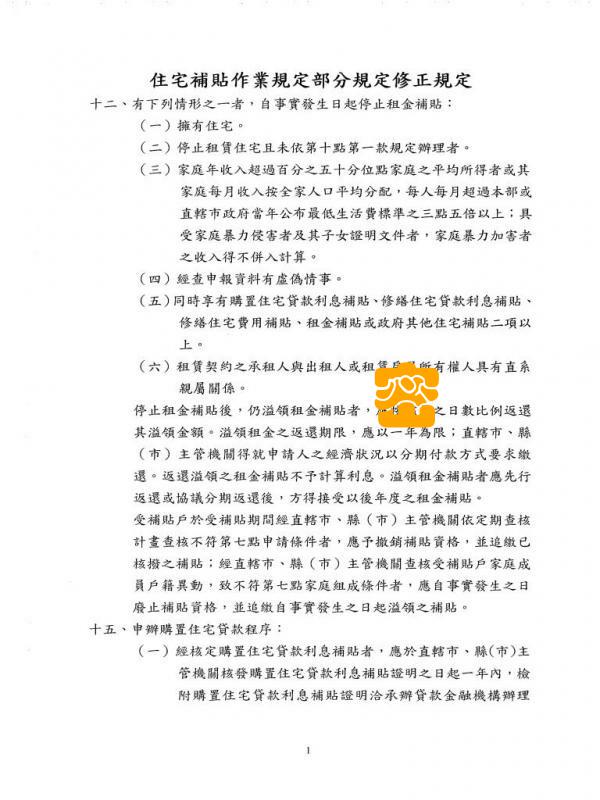 住宅補貼作業規定部分規定修正規定
十二、有下列情形之一者，自事實發生日起停止租金補貼：
（一）擁有住宅。
（二）停止租賃住宅且未依第十點第一款規定辦理者。
（三）家庭年收入超過百分之五十分位點家庭之平均所得者或其
家庭每月收入按全家人口平均分配，每人每月超過本部或
直轄市政府當年公布最低生活費標準之三點五倍以上；具
受家庭暴力侵害者及其子女證明文件者，家庭暴力加害者
之收入得不併入計算。
（四）經查申報資料有虛偽情事。
（五）同時享有購置住宅貸款利息補貼、修繕住宅貸款利息補貼、
修繕住宅費用補貼、租金補貼或政府其他住宅補貼二項以
上。
（六）租賃契約之承租人與出租人或租賃 所有權人具有直系
親屬關係。
停止租金補貼後，仍溢領租金補貼者， 之日數比例返還
其溢領金額。溢領租金之返還期限，應以一年為限；直轄市、縣
（市）主管機關得就申請人之經濟狀況以分期付款方式要求繳
還。返還溢領之租金補貼不予計算利息。溢領租金補貼者應先行
返還或協議分期返還後，方得接受以後年度之租金補貼。
受補貼戶於受補貼期間經直轄市、縣（市）主管機關依定期查核
計畫查核不符第七點申請條件者，應予撤銷補貼資格，並追繳已
核撥之補貼；經直轄市、縣（市）主管機關查核受補貼戶家庭成
員戶籍異動，致不符第七點家庭組成條件者，應自事實發生之日
廢止補貼資格，並追繳自事實發生之日起溢領之補貼。
十五、申辦購置住宅貸款程序：
（一）經核定購置住宅貸款利息補貼者，應於直轄市、縣(市)主
管機關核發購置住宅貸款利息補貼證明之日起一年內，檢
附購置住宅貸款利息補貼證明洽承辦貸款金融機構辦理
1